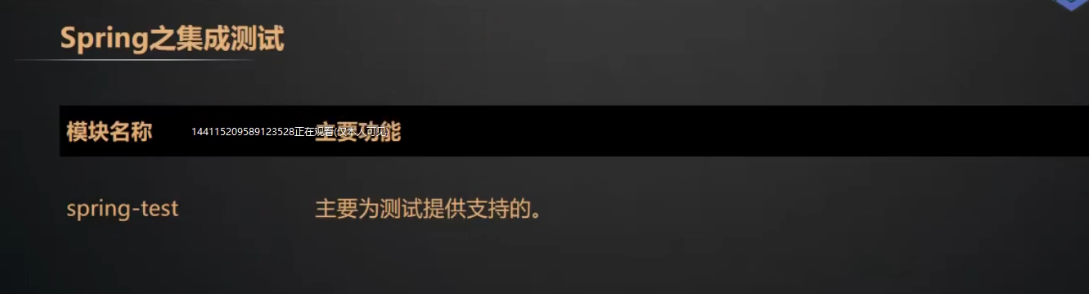 Spring之集成测试
模块名称 144115209589123528正在观看(仅本人可见) 主要功能
spring-test 主要为测试提供支持的。